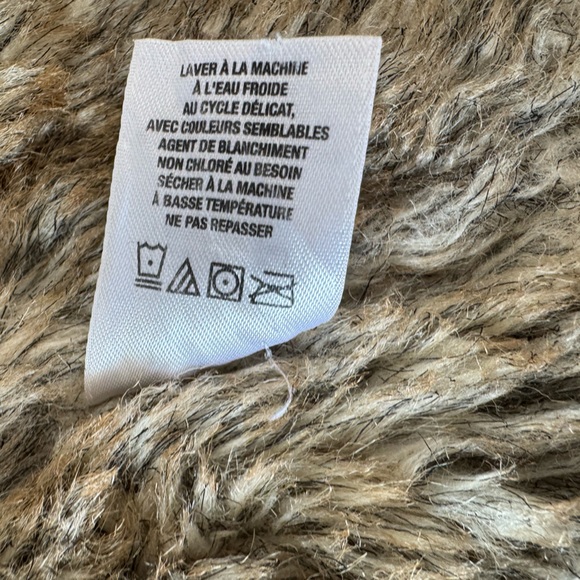 LAVER À LA MACHINE
À L'EAU FROIDE
AU CYCLE DÉLICAT,
AVEC COULEURS SEMBLABLES
AGENT DE BLANCHIMENT
NON CHLORÉ AU BESOIN
SÉCHER À LA MACHINE
À BASSE TEMPÉRATURE
NE PAS REPASSER